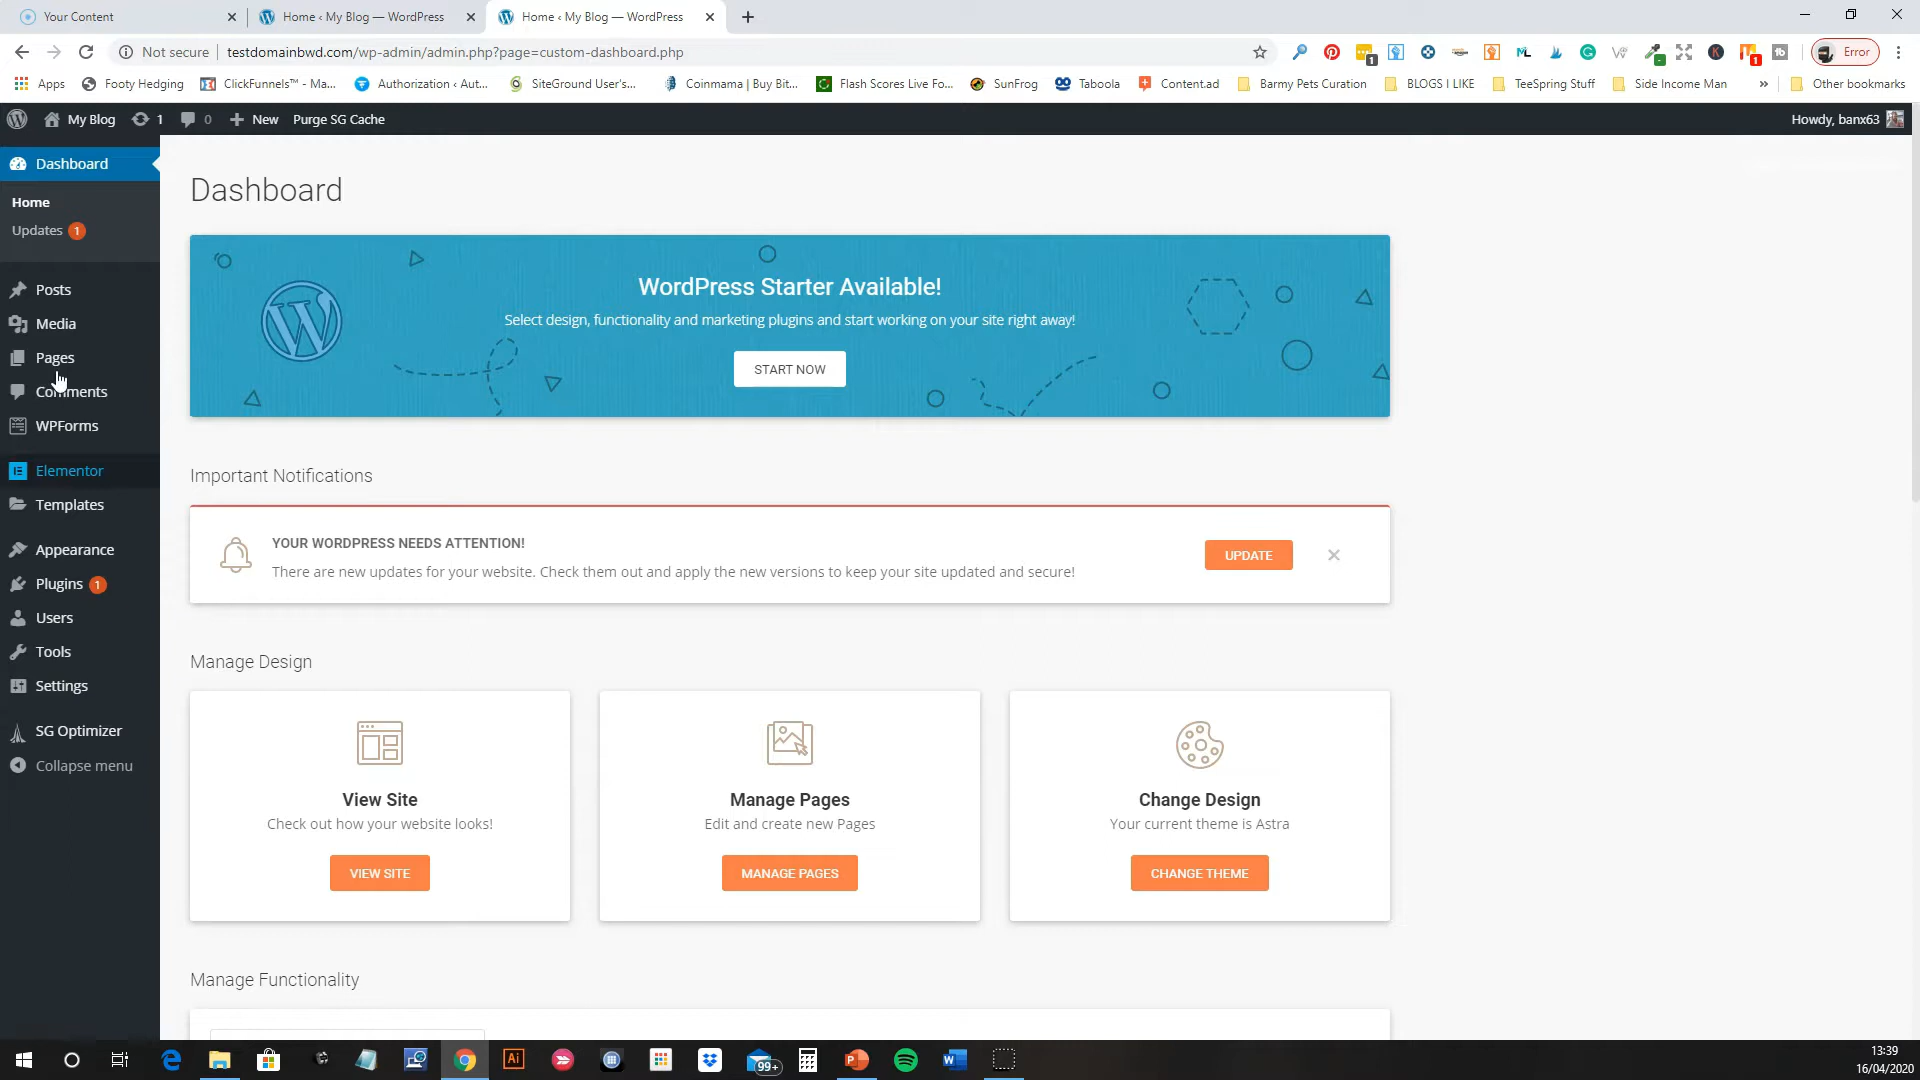 Your Content
Home ‹ My Blog — WordPress
Home ‹ My Blog — WordPress
Not secure
testdomainbwd.com/wp-admin/admin.php?page=custom-dashboard.php
1
1
Error
Apps
Footy Hedging
ClickFunnels™ - Ma...
Authorization ‹ Aut...
SiteGround User's...
Coinmama | Buy Bit...
Flash Scores Live Fo...
SunFrog
Taboola
Content.ad
Barmy Pets Curation
BLOGS I LIKE
TeeSpring Stuff
Side Income Man
»
Other bookmarks
My Blog
1
0
New
Purge SG Cache
Howdy, banx63
Dashboard
Home
Updates 1
Posts
Media
Pages
Comments
WPForms
Elementor
Templates
Appearance
Plugins 1
Users
Tools
Settings
SG Optimizer
Collapse menu
Dashboard
WordPress Starter Available!
Select design, functionality and marketing plugins and start working on your site right away!
START NOW
Important Notifications
YOUR WORDPRESS NEEDS ATTENTION!
There are new updates for your website. Check them out and apply the new versions to keep your site updated and secure!
UPDATE
Manage Design
View Site
Check out how your website looks!
VIEW SITE
Manage Pages
Edit and create new Pages
MANAGE PAGES
Change Design
Your current theme is Astra
CHANGE THEME
Manage Functionality
99+
13:39
16/04/2020